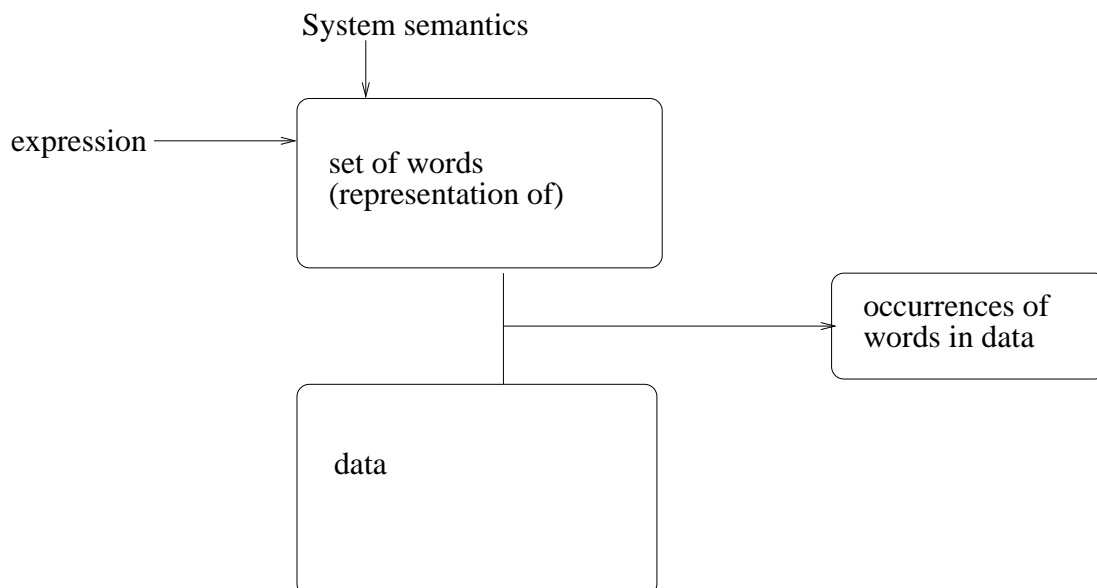 System semantics
expression
set of words
(representation of)
occurrences of
words in data
data